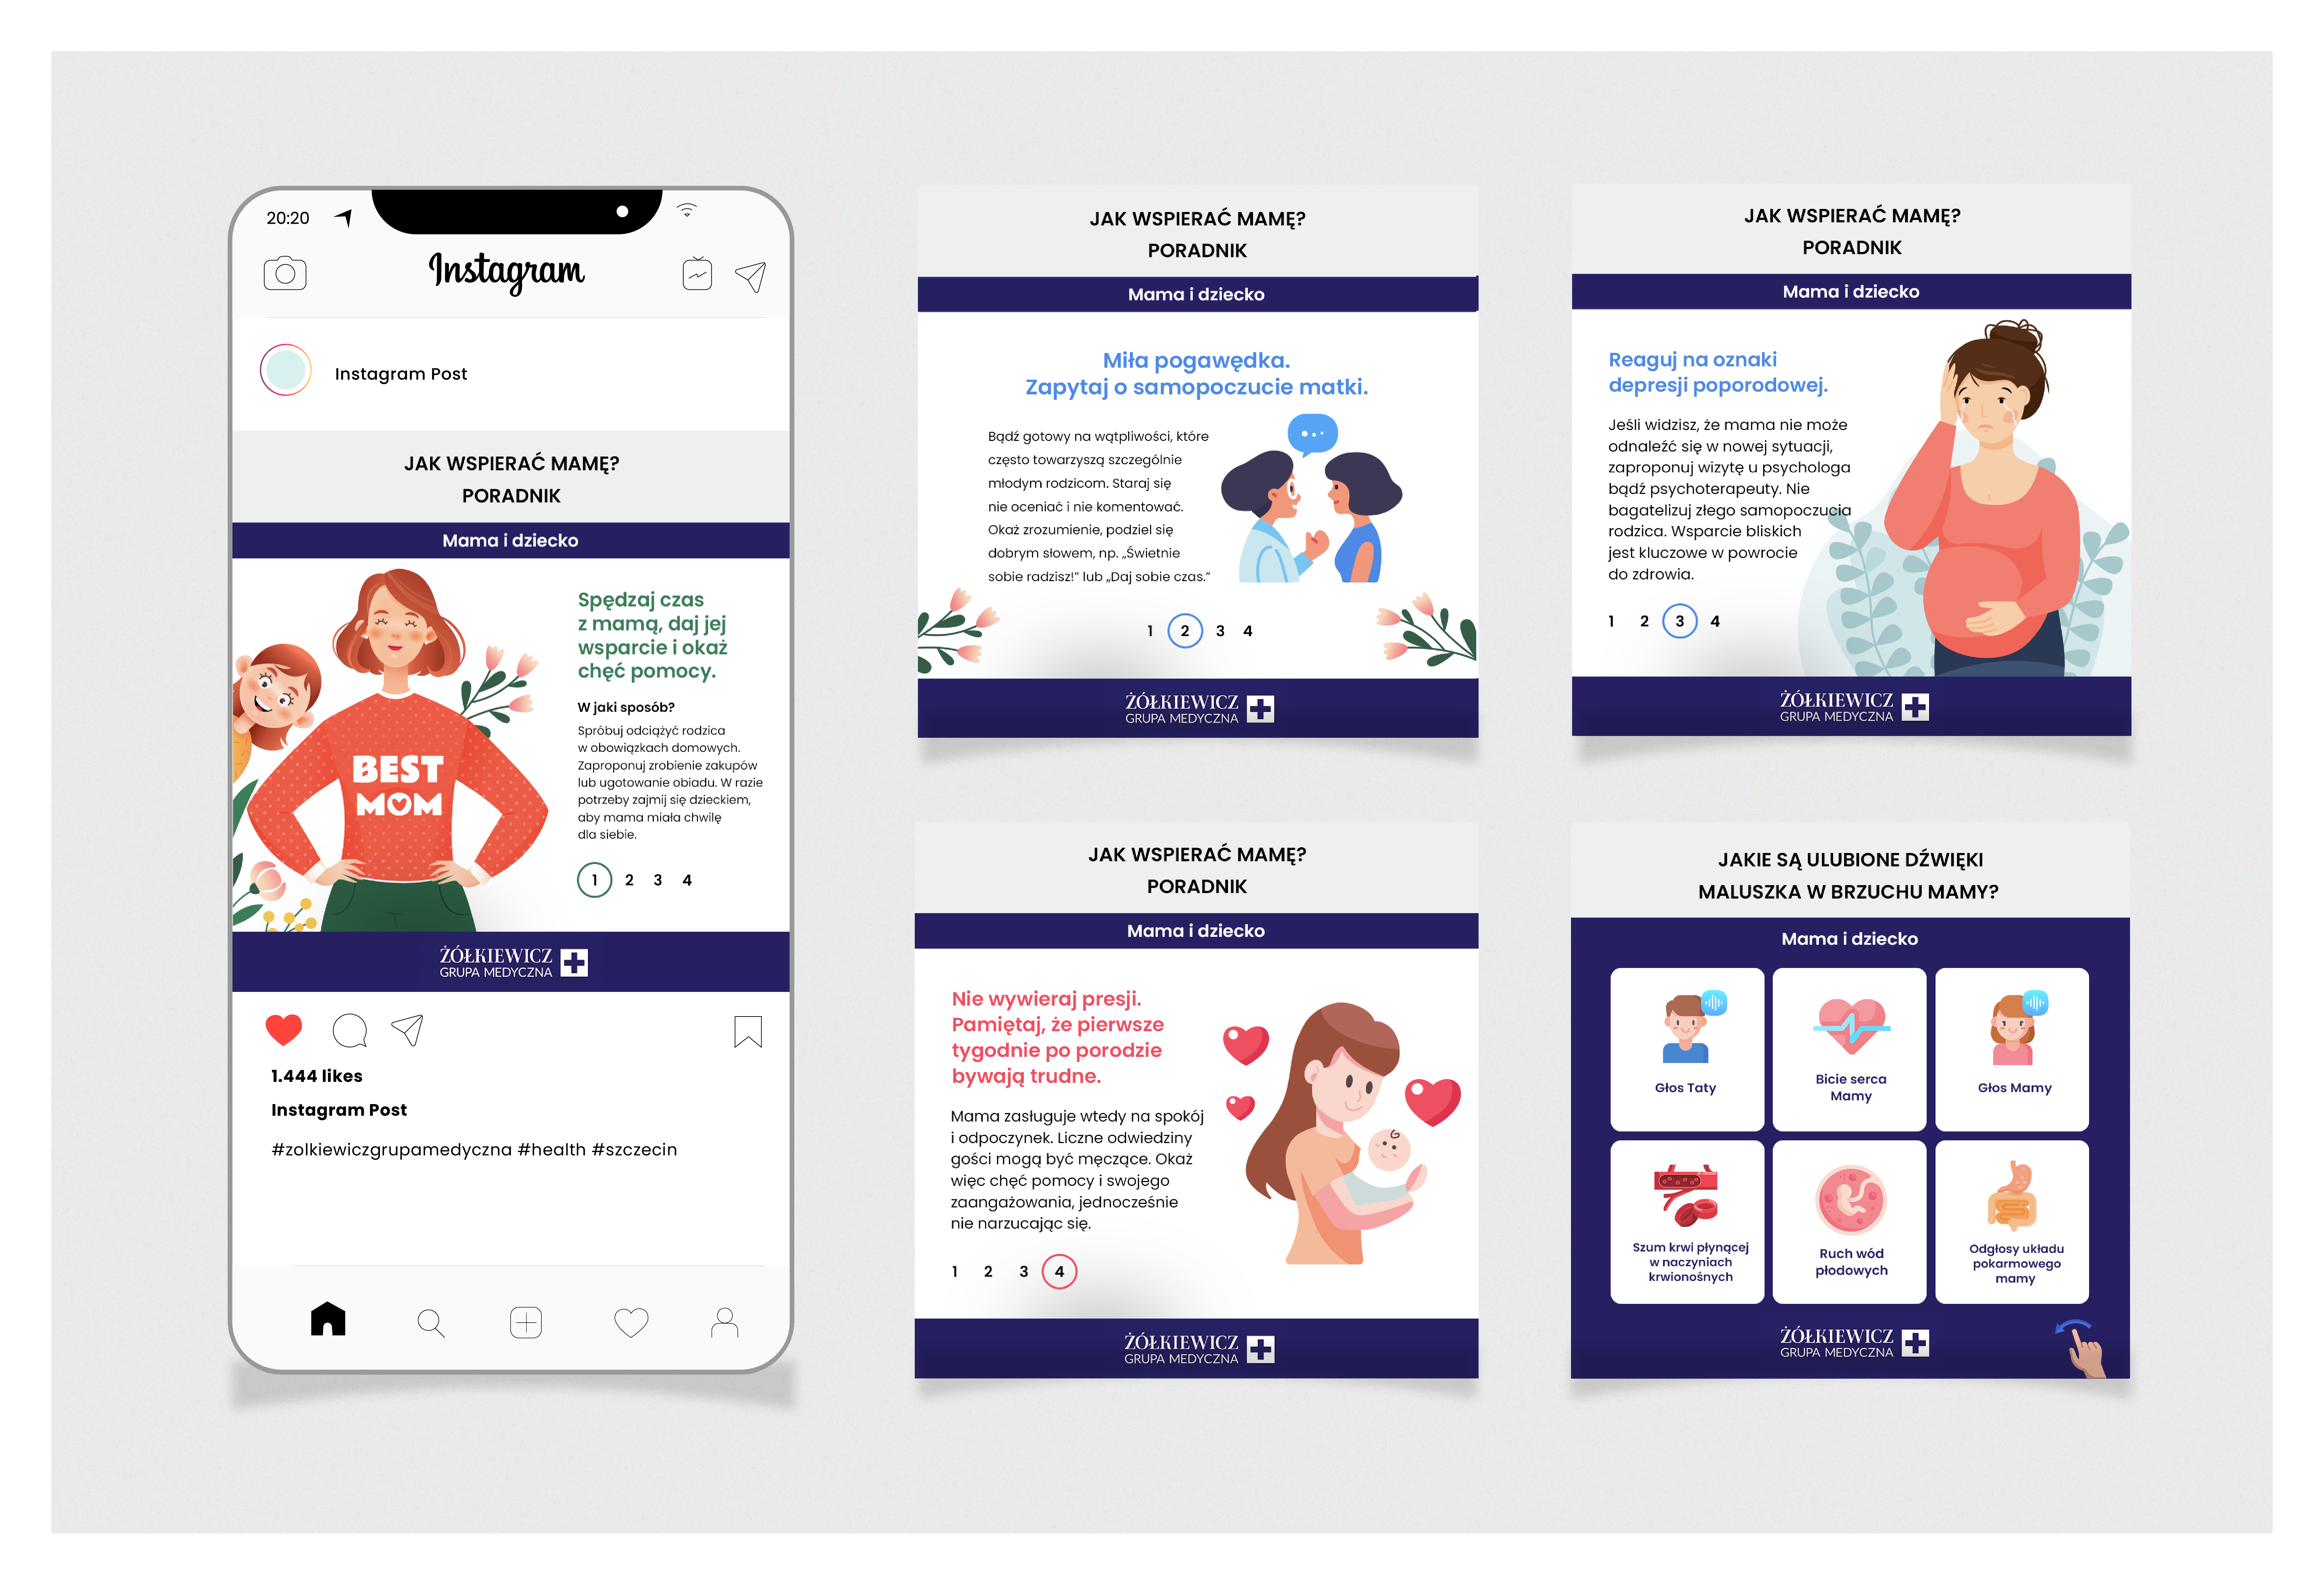 20:20
Instagram
Instagram Post
JAK WSPIERAĆ MAMĘ?
PORADNIK
Mama i dziecko
Spędzaj czas
z mamą, daj jej
wsparcie i okaż
chęć pomocy.
W jaki sposób?
Spróbuj odciążyć rodzica
w obowiązkach domowych.
Zaproponuj zrobienie zakupów
lub ugotowanie obiadu. W razie
potrzeby zajmij się dzieckiem,
aby mama miała chwilę
dla siebie.
BEST
MOM
1 2 3 4
ŻÓŁKIEWICZ
GRUPA MEDYCZNA
1.444 likes
Instagram Post
#zolkiewiczgrupamedyczna #health #szczecin
JAK WSPIERAĆ MAMĘ?
PORADNIK
Mama i dziecko
Miła pogawędka.
Zapytaj o samopoczucie matki.
Bądź gotowy na wątpliwości, które
często towarzyszą szczególnie
młodym rodzicom. Staraj się
nie oceniać i nie komentować.
Okaż zrozumienie, podziel się
dobrym słowem, np. „Świetnie
sobie radzisz!” lub „Daj sobie czas.”
1 2 3 4
ŻÓŁKIEWICZ
GRUPA MEDYCZNA
JAK WSPIERAĆ MAMĘ?
PORADNIK
Mama i dziecko
Reaguj na oznaki
depresji poporodowej.
Jeśli widzisz, że mama nie może
odnaleźć się w nowej sytuacji,
zaproponuj wizytę u psychologa
bądź psychoterapeuty. Nie
bagatelizuj złego samopoczucia
rodzica. Wsparcie bliskich
jest kluczowe w powrocie
do zdrowia.
1 2 3 4
ŻÓŁKIEWICZ
GRUPA MEDYCZNA
JAK WSPIERAĆ MAMĘ?
PORADNIK
Mama i dziecko
Nie wywieraj presji.
Pamiętaj, że pierwsze
tygodnie po porodzie
bywają trudne.
Mama zasługuje wtedy na spokój
i odpoczynek. Liczne odwiedziny
gości mogą być męczące. Okaż
więc chęć pomocy i swojego
zaangażowania, jednocześnie
nie narzucając się.
1 2 3 4
ŻÓŁKIEWICZ
GRUPA MEDYCZNA
JAKIE SĄ ULUBIONE DŹWIĘKI
MALUSZKA W BRZUCHU MAMY?
Mama i dziecko
Głos Taty
Bicie serca
Mamy
Głos Mamy
Szum krwi płynącej
w naczyniach
krwionośnych
Ruch wód
płodowych
Odgłosy układu
pokarmowego
mamy
ŻÓŁKIEWICZ
GRUPA MEDYCZNA